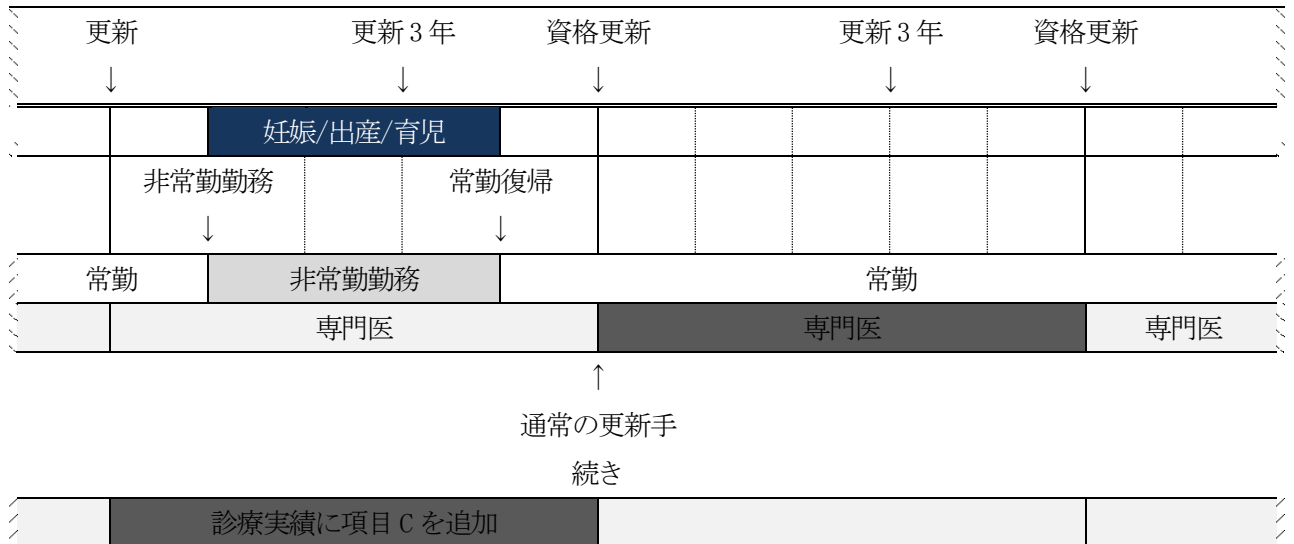 更新 更新3年 資格更新 更新3年 資格更新
↓ ↓ ↓ ↓ ↓
妊娠/出産/育児
非常勤勤務 常勤復帰
↓ ↓
常勤 非常勤勤務 常勤
専門医 専門医 専門医
↑
通常の更新手
続き
診療実績に項目Cを追加